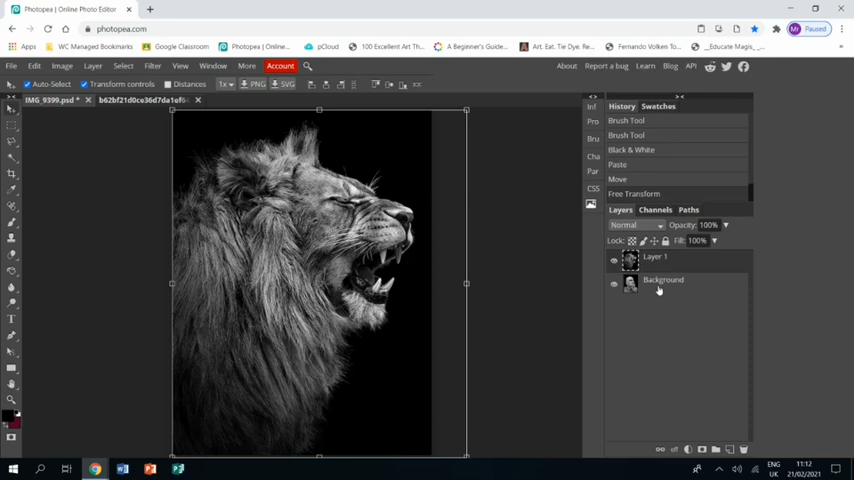 Photopea | Online Photo Editor
photopea.com
Mr Paused
Apps WC Managed Bookmarks Google Classroom Photopea | Online... pCloud 100 Excellent Art Th... A Beginner's Guide... Art. Eat. Tie Dye. Re... Fernando Volken To... __Educate Magis_ ...
File Edit Image Layer Select Filter View Window More Account About Report a bug Learn Blog API
Auto-Select Transform controls Distances 1x PNG SVG
IMG_9399.psd * b62bf21d0ce36d7da1ef6
Inf History Swatches
Pro Brush Tool
Bru Brush Tool
Cha Black & White
Par Paste
CSS Move
Free Transform
Layers Channels Paths
Normal Opacity: 100%
Lock: Fill: 100%
Layer 1
Background
ENG 11:12
UK 21/02/2021